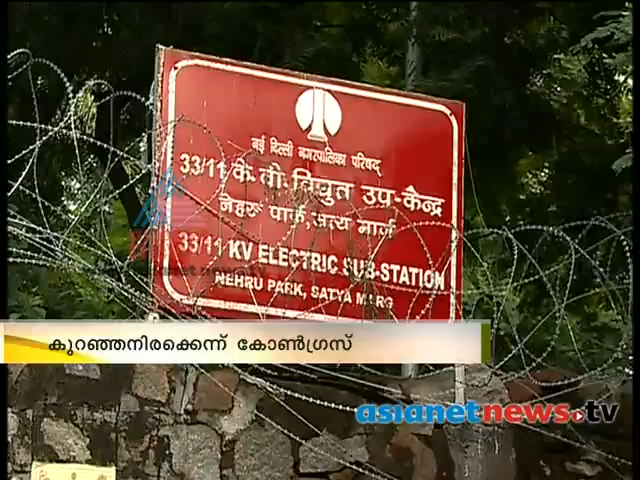 नई दिल्ली नगरपालिका परिषद्
33/11 के.वी. विद्युत उप-केन्द्र
नेहरू पार्क, सत्य मार्ग
33/11 KV ELECTRIC SUB-STATION
NEHRU PARK, SATYA MARG
കുറഞ്ഞനിരക്കെന്ന് കോൺഗ്രസ്
asianetnews.tv